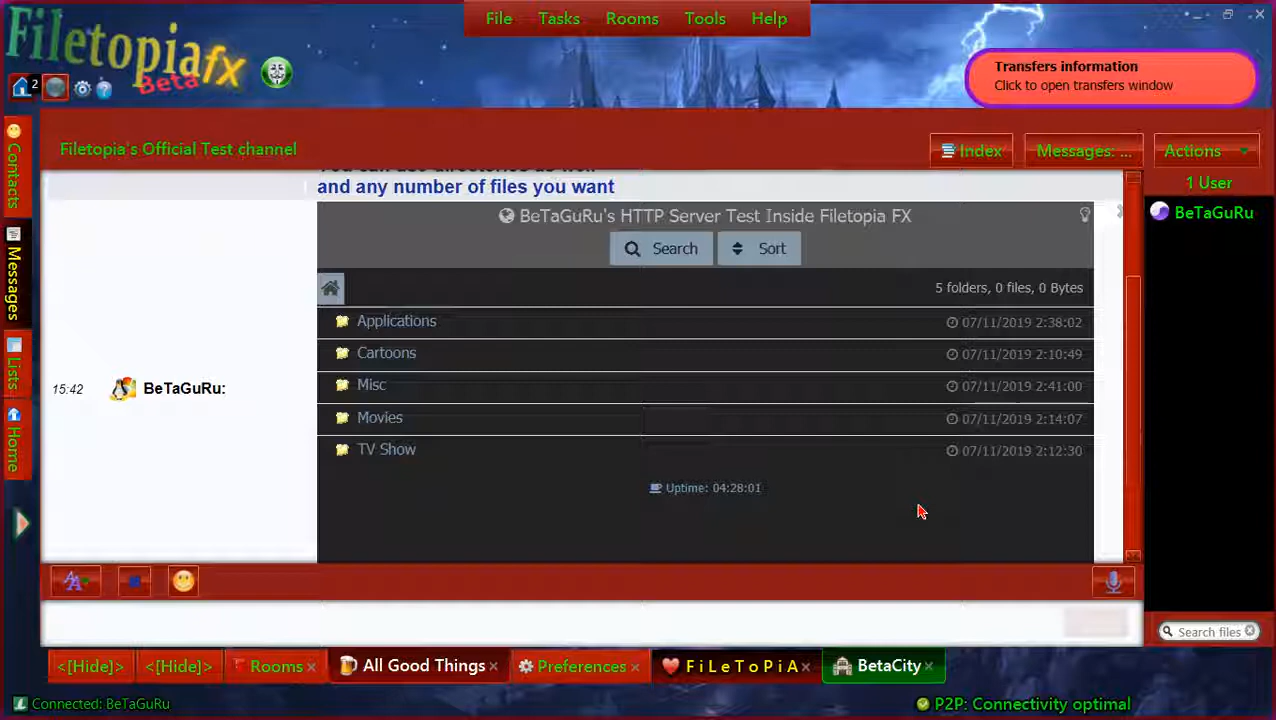 File Tasks Rooms Tools Help
Filetopia fx
Beta
2
Transfers information
Click to open transfers window
Filetopia's Official Test channel
Index
Messages: ...
Actions
1 User
BeTaGuRu
Contacts
Messages
Lists
Home
and any number of files you want
BeTaGuRu's HTTP Server Test Inside Filetopia FX
Search
Sort
5 folders, 0 files, 0 Bytes
Applications 07/11/2019 2:38:02
Cartoons 07/11/2019 2:10:49
Misc 07/11/2019 2:41:00
Movies 07/11/2019 2:14:07
TV Show 07/11/2019 2:12:30
15:42 BeTaGuRu:
Uptime: 04:28:01
Search files
<[Hide]> <[Hide]> Rooms All Good Things Preferences F i L e T o P i A BetaCity
Connected: BeTaGuRu
P2P: Connectivity optimal